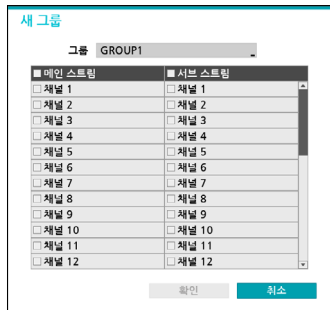 새 그룹
그룹 GROUP1
메인 스트림 서브 스트림
채널 1 채널 1
채널 2 채널 2
채널 3 채널 3
채널 4 채널 4
채널 5 채널 5
채널 6 채널 6
채널 7 채널 7
채널 8 채널 8
채널 9 채널 9
채널 10 채널 10
채널 11 채널 11
채널 12 채널 12
확인 취소